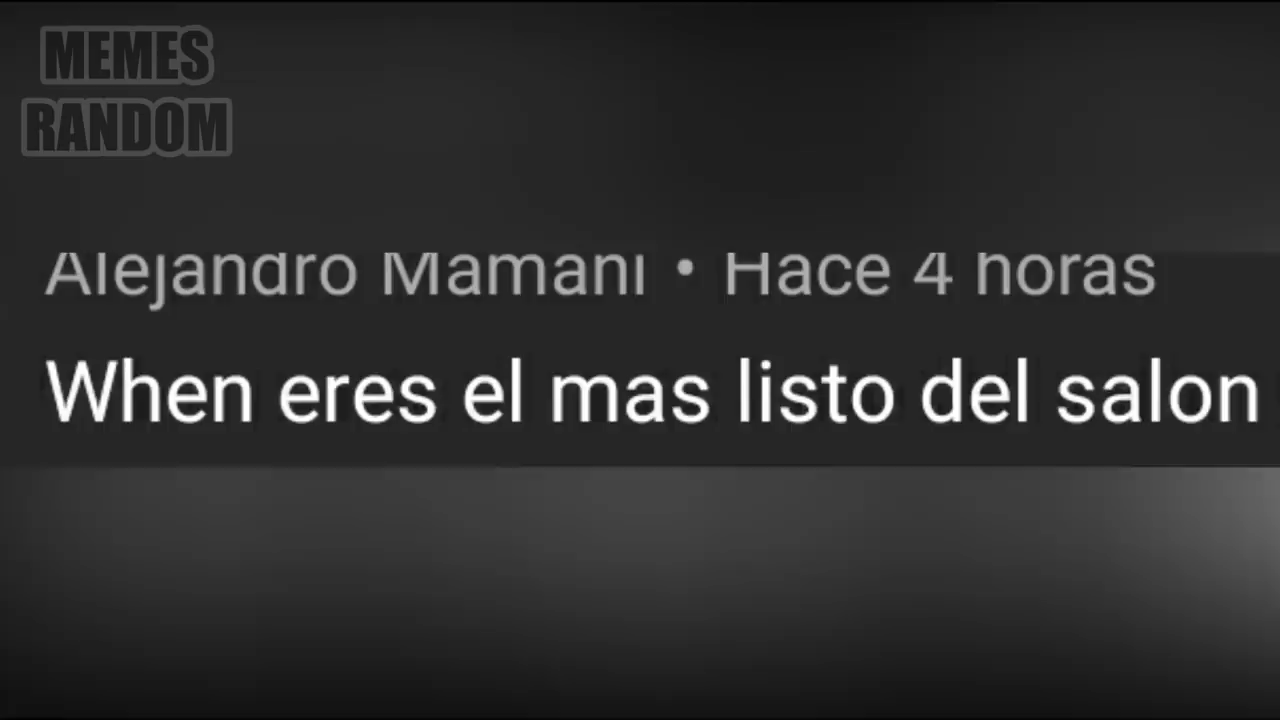 MEMES
RANDOM
Alejandro Mamani • Hace 4 horas
When eres el mas listo del salon